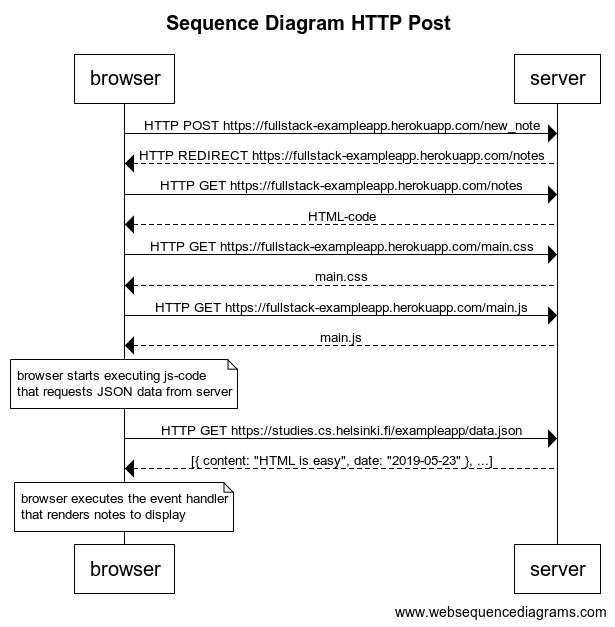 Sequence Diagram HTTP Post
browser
server
HTTP POST https://fullstack-exampleapp.herokuapp.com/new_note
HTTP REDIRECT https://fullstack-exampleapp.herokuapp.com/notes
HTTP GET https://fullstack-exampleapp.herokuapp.com/notes
HTML-code
HTTP GET https://fullstack-exampleapp.herokuapp.com/main.css
main.css
HTTP GET https://fullstack-exampleapp.herokuapp.com/main.js
main.js
browser starts executing js-code
that requests JSON data from server
HTTP GET https://studies.cs.helsinki.fi/exampleapp/data.json
[{ content: "HTML is easy", date: "2019-05-23" }, ...]
browser executes the event handler
that renders notes to display
browser
server
www.websequencediagrams.com